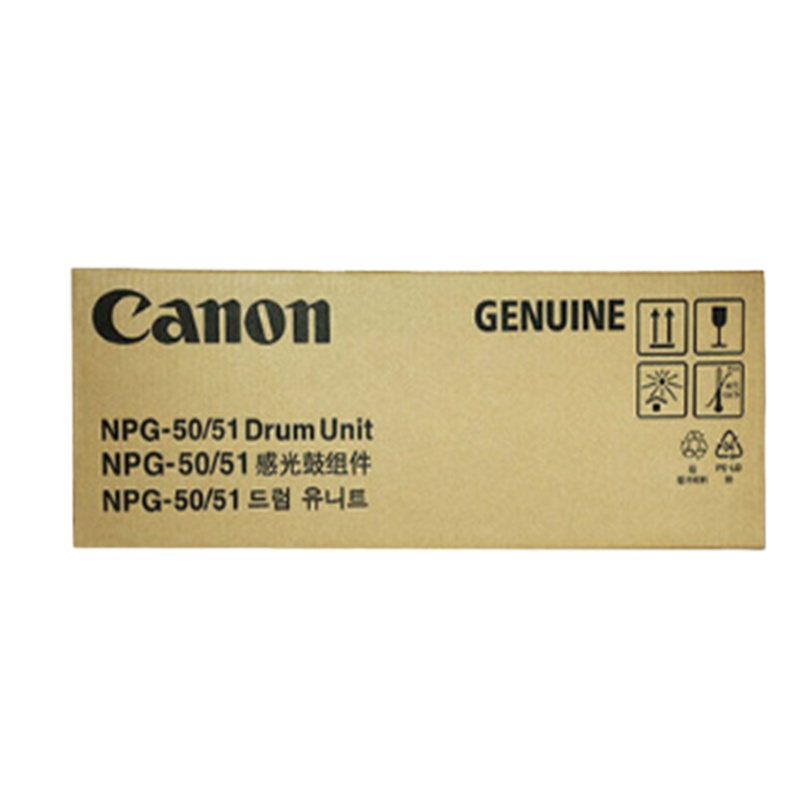 Canon
GENUINE
NPG-50/51 Drum Unit
NPG-50/51 感光鼓组件
NPG-50/51 드럼 유니트